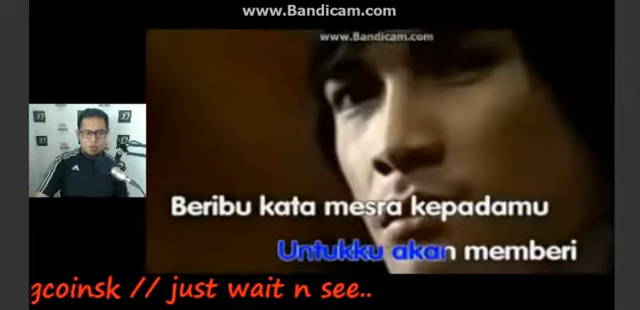 www.Bandicam.com
www.Bandicam.com
Beribu kata mesra kepadamu
Untukku akan memberi
gcoinsk // just wait n see..